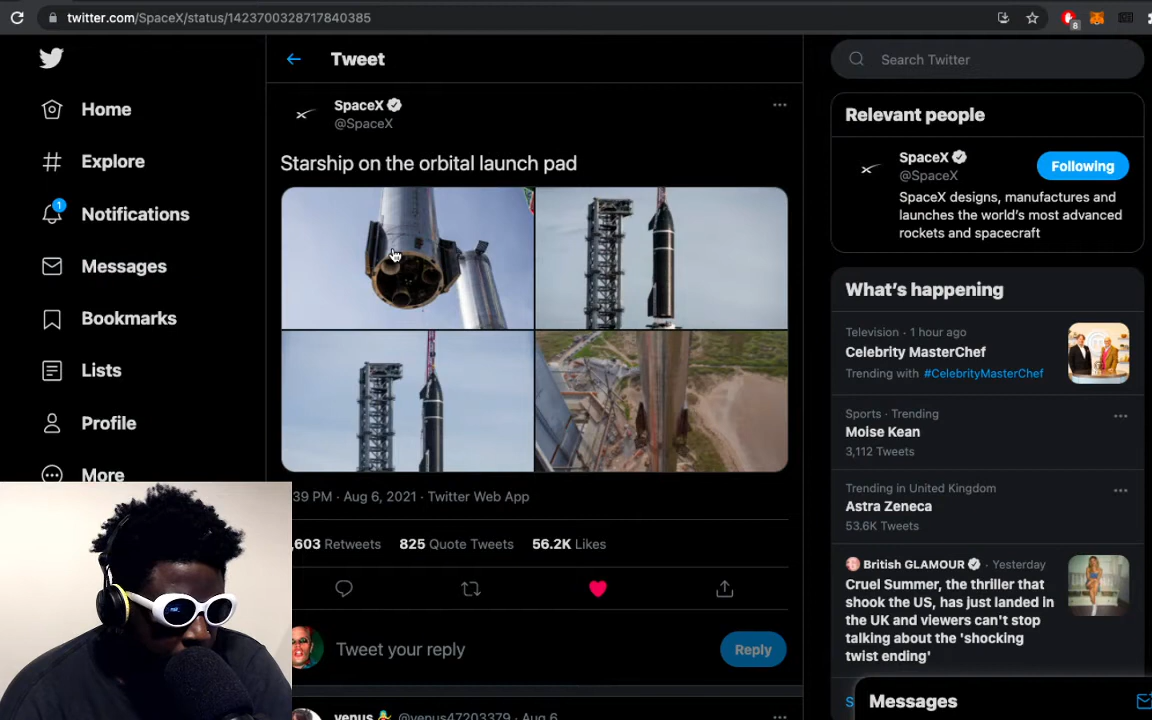 twitter.com/SpaceX/status/1423700328717840385
8
Tweet
Search Twitter
Home
Explore
1
Notifications
Messages
Bookmarks
Lists
Profile
More
SpaceX
@SpaceX
Starship on the orbital launch pad
39 PM · Aug 6, 2021 · Twitter Web App
,603 Retweets 825 Quote Tweets 56.2K Likes
Tweet your reply
Reply
venus @venus47203379 · Aug 6
Relevant people
SpaceX
@SpaceX
Following
SpaceX designs, manufactures and
launches the world's most advanced
rockets and spacecraft
What's happening
Television · 1 hour ago
Celebrity MasterChef
Trending with #CelebrityMasterChef
Sports · Trending
Moise Kean
3,112 Tweets
Trending in United Kingdom
Astra Zeneca
53.6K Tweets
British GLAMOUR · Yesterday
Cruel Summer, the thriller that
shook the US, has just landed in
the UK and viewers can't stop
talking about the 'shocking
twist ending'
S
Messages